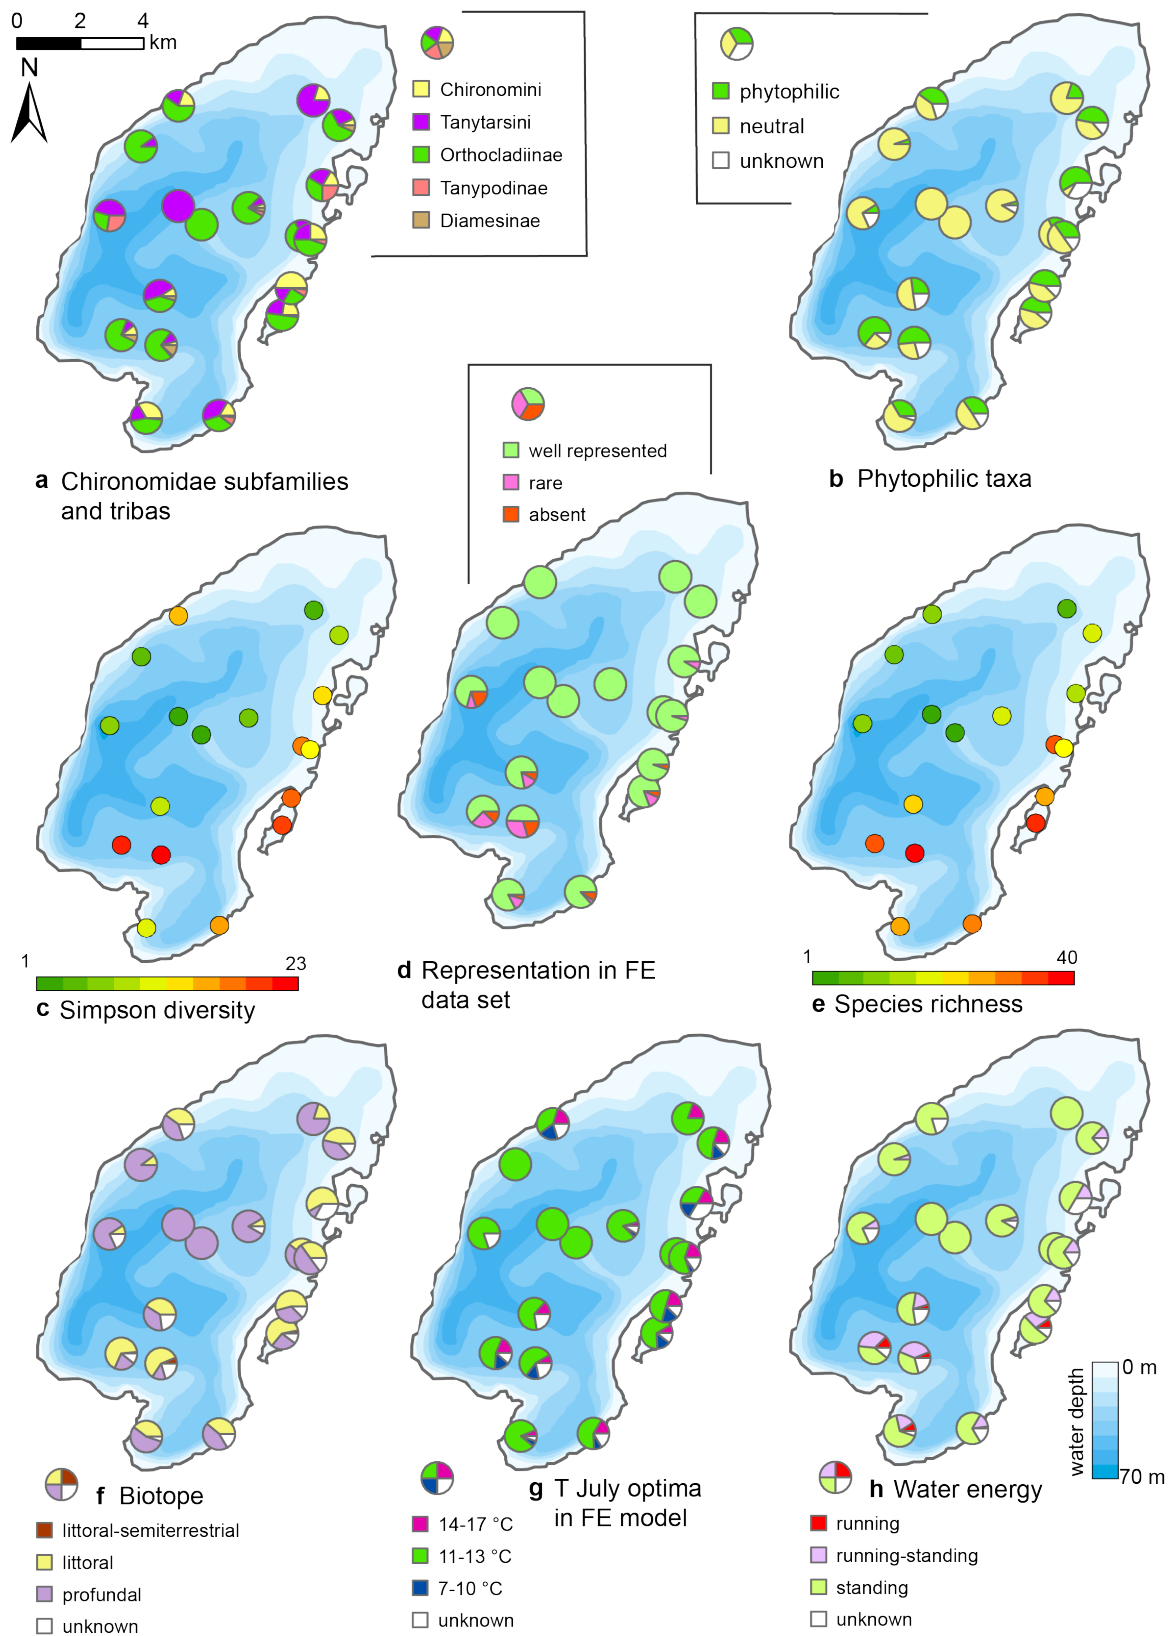 0 2 4
km
N
Chironomini
Tanytarsini
Orthocladiinae
Tanypodinae
Diamesinae
phytophilic
neutral
unknown
a Chironomidae subfamilies
and tribas
b Phytophilic taxa
well represented
rare
absent
1 23
c Simpson diversity
d Representation in FE
data set
1 40
e Species richness
water depth
0 m
70 m
f Biotope
littoral-semiterrestrial
littoral
profundal
unknown
g T July optima
in FE model
14-17 °C
11-13 °C
7-10 °C
unknown
h Water energy
running
running-standing
standing
unknown